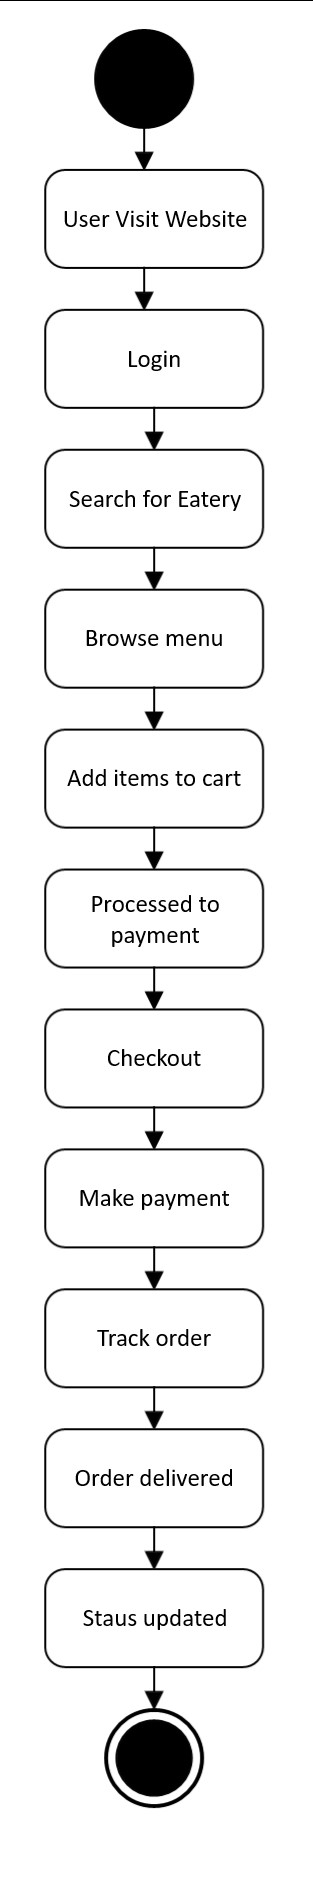 User Visit Website
Login
Search for Eatery
Browse menu
Add items to cart
Processed to
payment
Checkout
Make payment
Track order
Order delivered
Staus updated